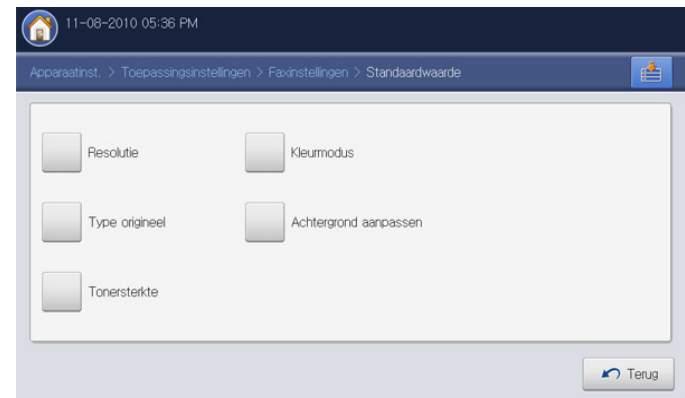 11-08-2010 05:36 PM
Apparaatinst. > Toepassingsinstellingen > Faxinstellingen > Standaardwaarde
Resolutie
Kleurmodus
Type origineel
Achtergrond aanpassen
Tonersterkte
Terug